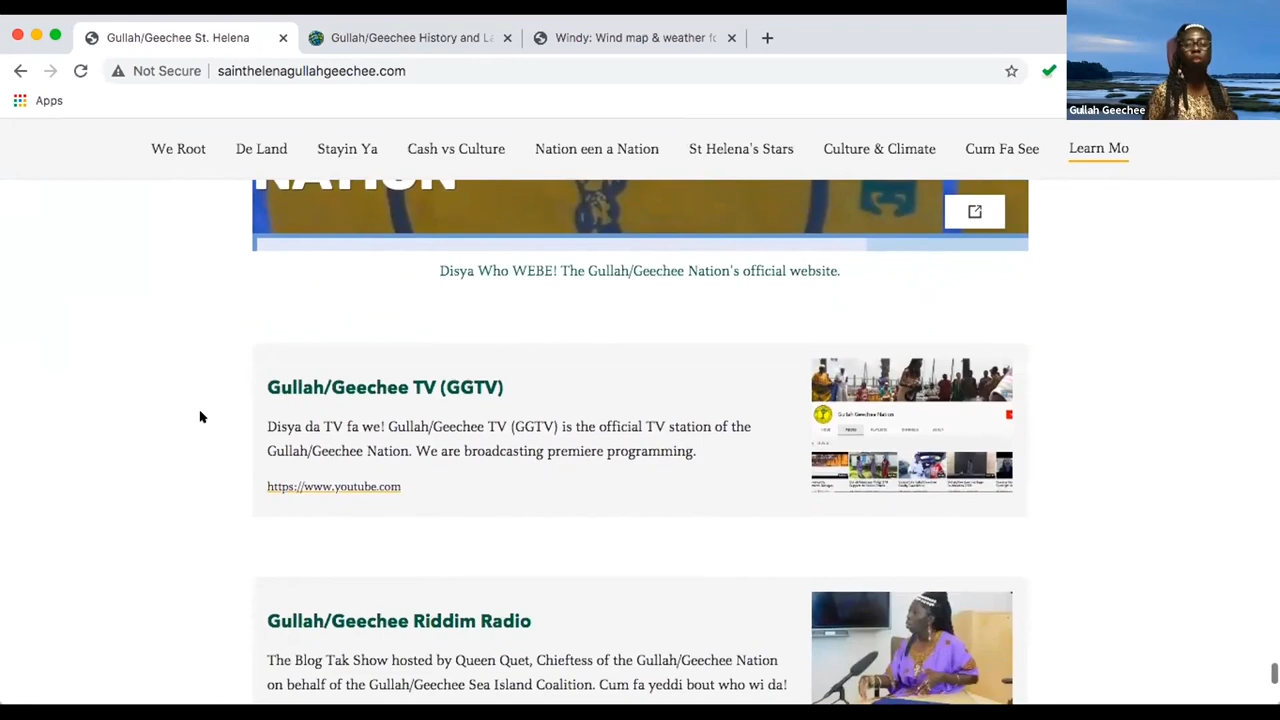 Gullah/Geechee St. Helena
Gullah/Geechee History and La
Windy: Wind map & weather fo
Not Secure
sainthelenagullahgeechee.com
Apps
Gullah Geechee
We Root
De Land
Stayin Ya
Cash vs Culture
Nation een a Nation
St Helena's Stars
Culture & Climate
Cum Fa See
Learn Mo
NATION
Disya Who WEBE! The Gullah/Geechee Nation's official website.
Gullah/Geechee TV (GGTV)
Disya da TV fa we! Gullah/Geechee TV (GGTV) is the official TV station of the
Gullah/Geechee Nation. We are broadcasting premiere programming.
https://www.youtube.com
Gullah Geechee Nation
Gullah/Geechee Riddim Radio
The Blog Tak Show hosted by Queen Quet, Chieftess of the Gullah/Geechee Nation
on behalf of the Gullah/Geechee Sea Island Coalition. Cum fa yeddi bout who wi da!